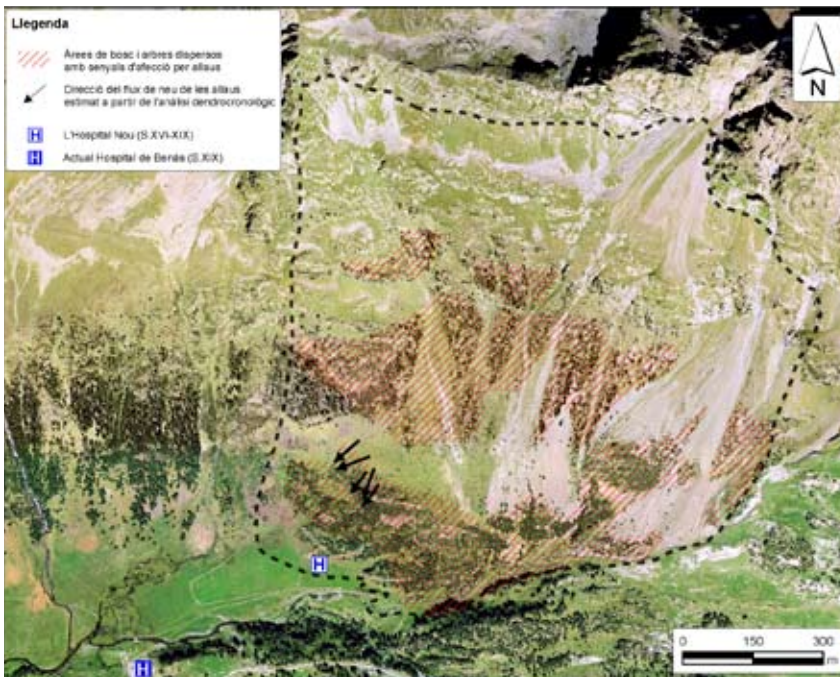 Llegenda
Àrees de bosc i arbres dispersos
amb senyals d'afecció per allaus
Direcció del flux de neu de les allaus
estimat a partir de l'anàlisi dendrocronològic
H L'Hospital Nou (S.XVI-XIX)
H Actual Hospital de Benàs (S.XIX)
N
H
H
0 150 300
m